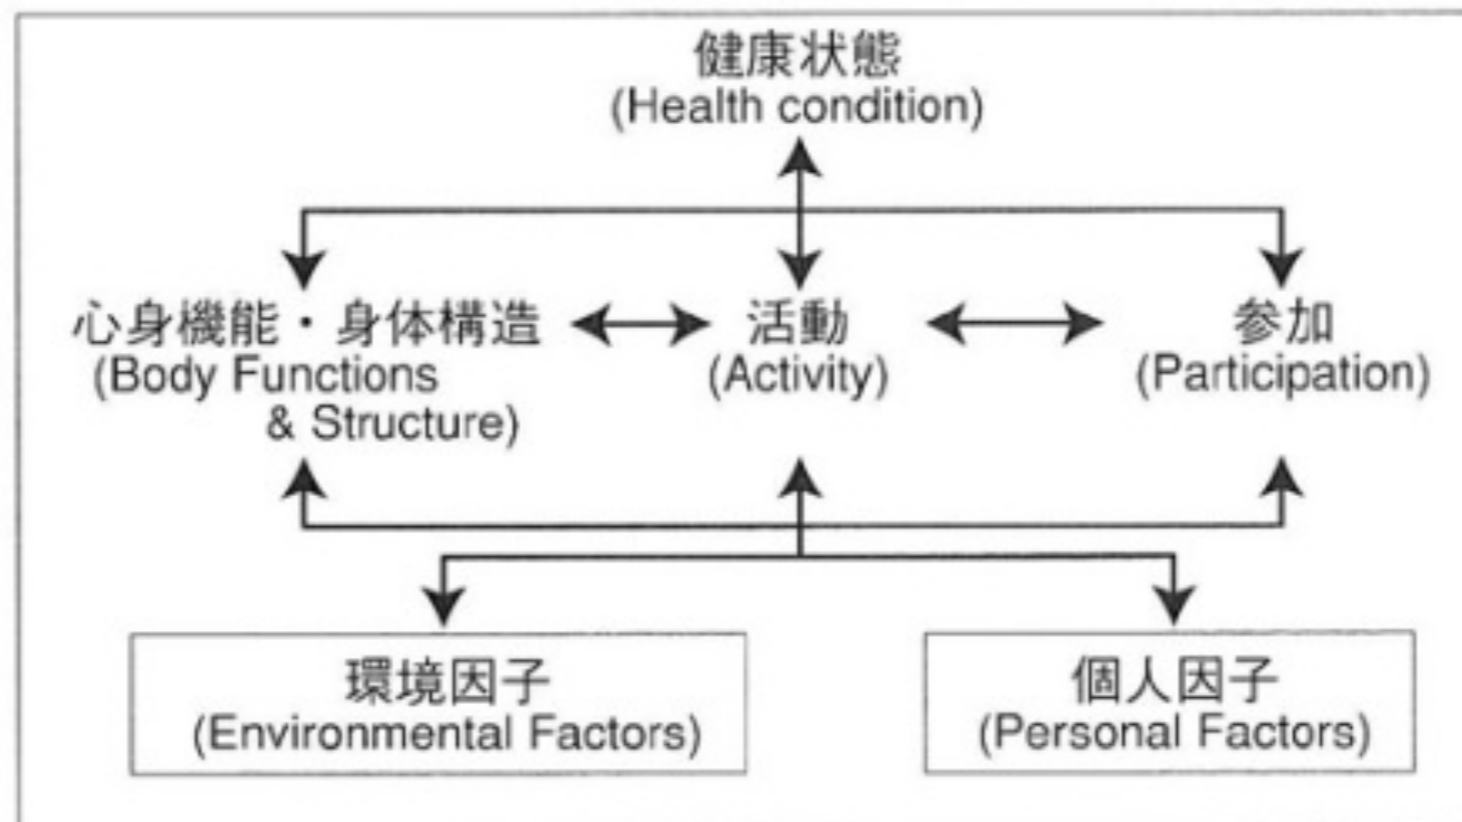 健康状態
(Health condition)
心身機能・身体構造
(Body Functions
& Structure)
活動
(Activity)
参加
(Participation)
環境因子
(Environmental Factors)
個人因子
(Personal Factors)